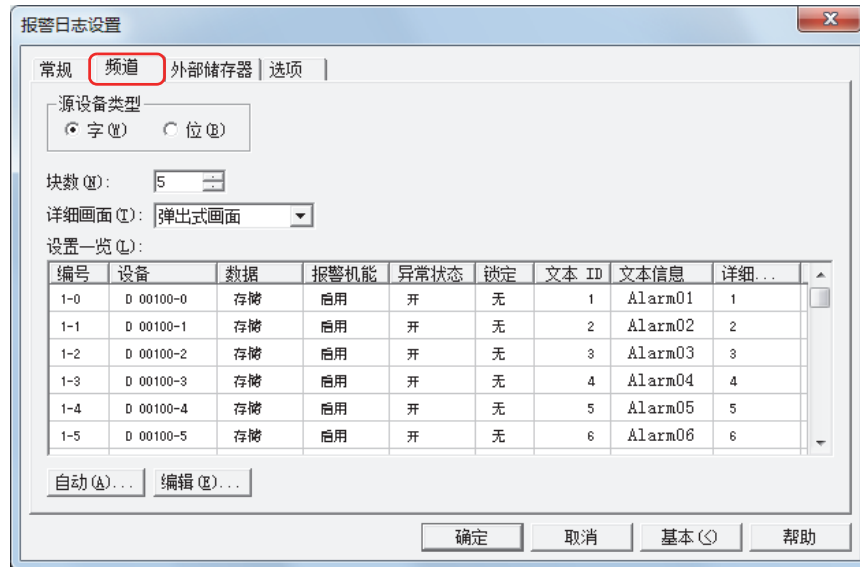 报警日志设置
常规 频道 外部储存器 选项
源设备类型
字(W) 位(B)
块数(N): 5
详细画面(T): 弹出式画面
设置一览(L):
编号 设备 数据 报警机能 异常状态 锁定 文本 ID 文本信息 详细...
1-0 D 00100-0 存储 启用 开 无 1 Alarm01 1
1-1 D 00100-1 存储 启用 开 无 2 Alarm02 2
1-2 D 00100-2 存储 启用 开 无 3 Alarm03 3
1-3 D 00100-3 存储 启用 开 无 4 Alarm04 4
1-4 D 00100-4 存储 启用 开 无 5 Alarm05 5
1-5 D 00100-5 存储 启用 开 无 6 Alarm06 6
自动(A)... 编辑(E)...
确定 取消 基本(<) 帮助